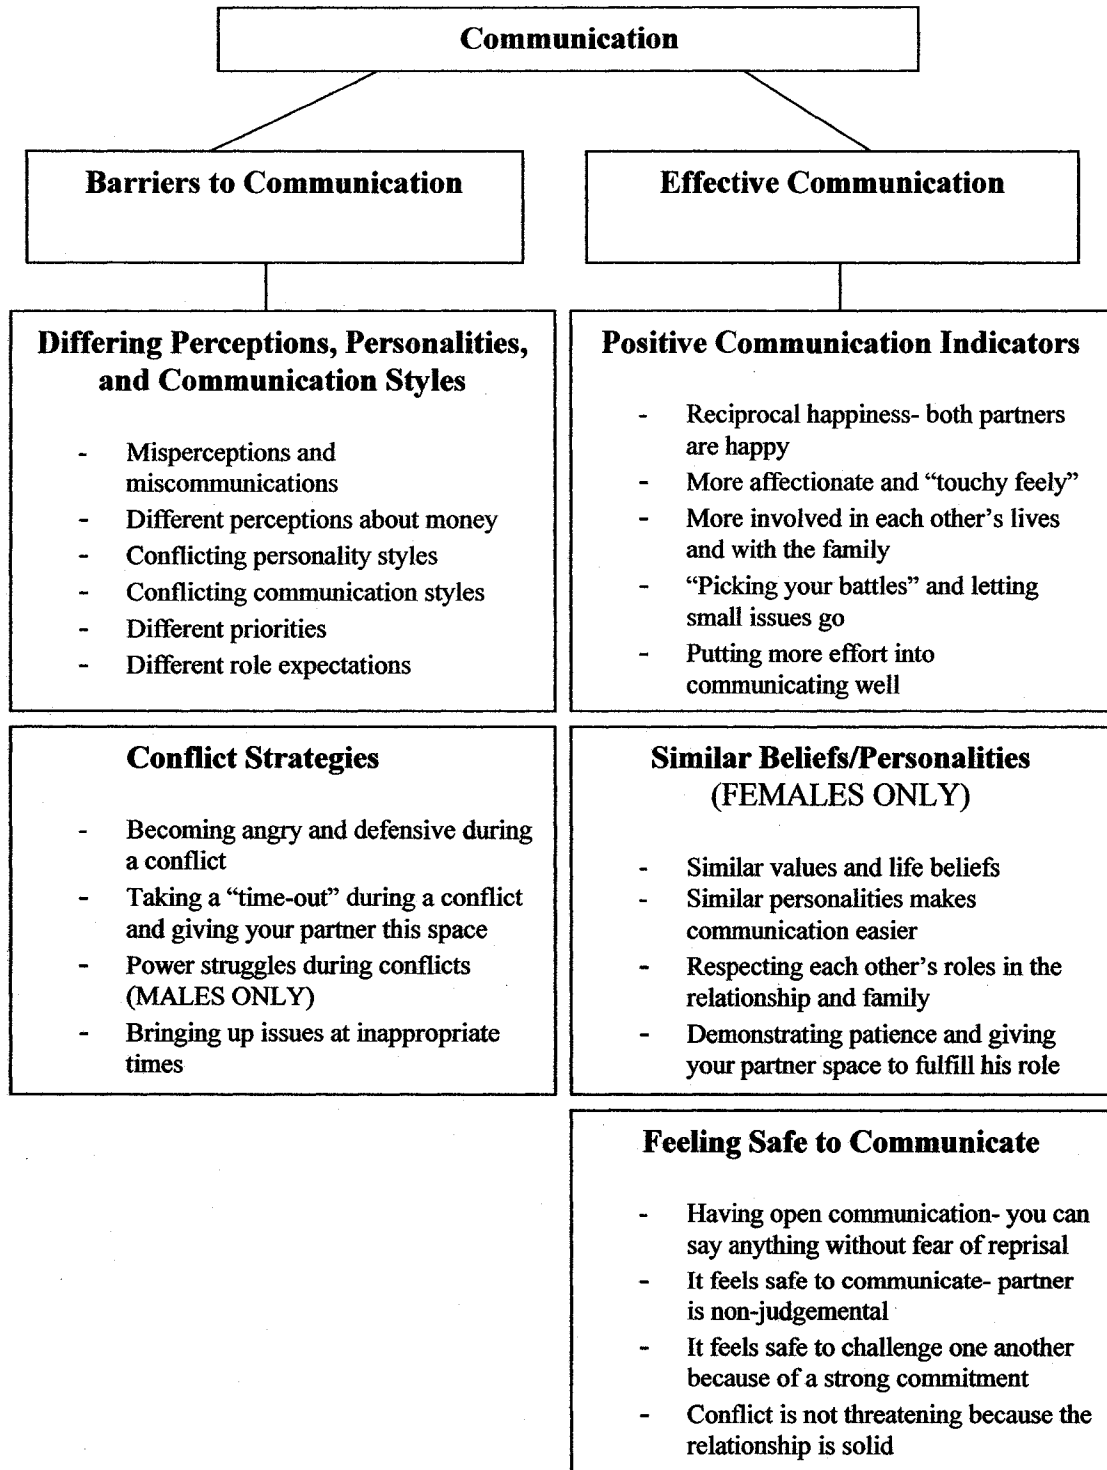 Communication
Barriers to Communication
Effective Communication
Differing Perceptions, Personalities,
and Communication Styles
- Misperceptions and
miscommunications
- Different perceptions about money
- Conflicting personality styles
- Conflicting communication styles
- Different priorities
- Different role expectations
Positive Communication Indicators
- Reciprocal happiness- both partners
are happy
- More affectionate and “touchy feely”
- More involved in each other’s lives
and with the family
- “Picking your battles” and letting
small issues go
- Putting more effort into
communicating well
Conflict Strategies
- Becoming angry and defensive during
a conflict
- Taking a “time-out” during a conflict
and giving your partner this space
- Power struggles during conflicts
(MALES ONLY)
- Bringing up issues at inappropriate
times
Similar Beliefs/Personalities
(FEMALES ONLY)
- Similar values and life beliefs
- Similar personalities makes
communication easier
- Respecting each other’s roles in the
relationship and family
- Demonstrating patience and giving
your partner space to fulfill his role
Feeling Safe to Communicate
- Having open communication- you can
say anything without fear of reprisal
- It feels safe to communicate- partner
is non-judgemental
- It feels safe to challenge one another
because of a strong commitment
- Conflict is not threatening because the
relationship is solid